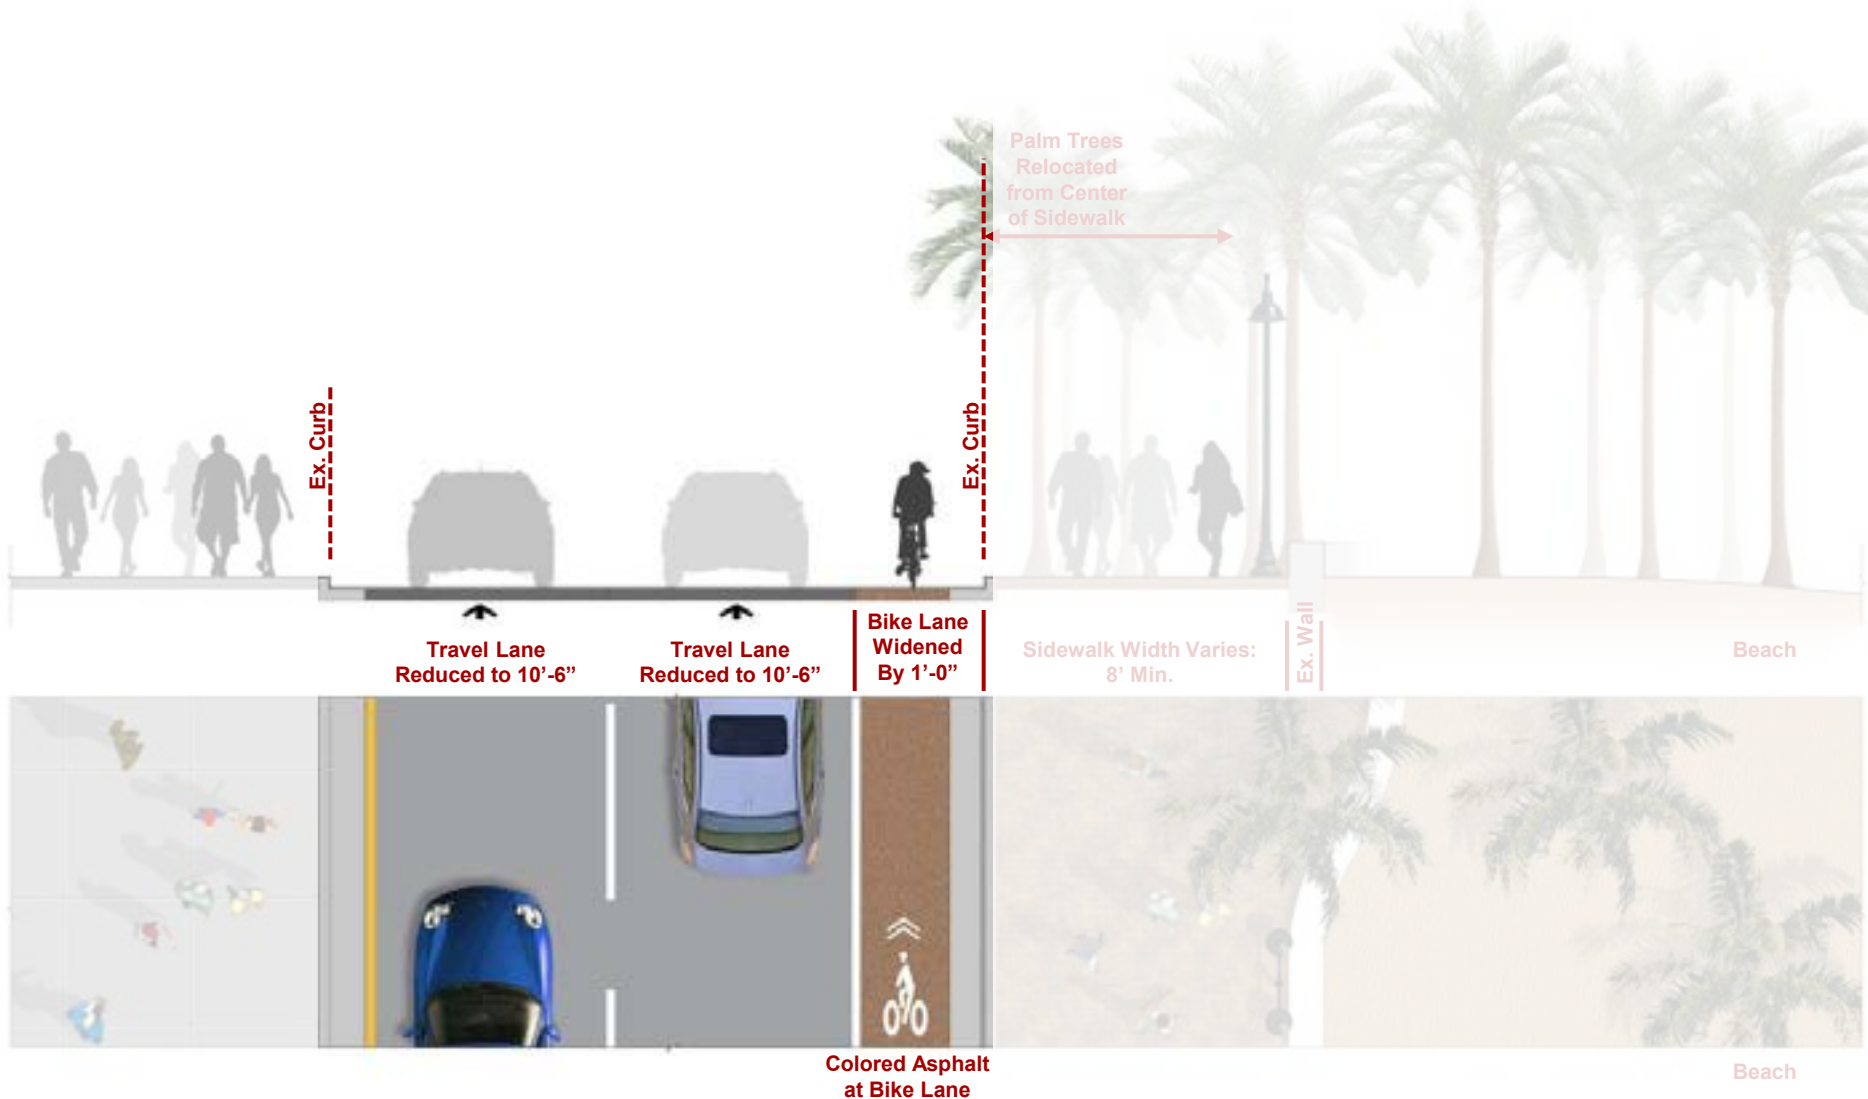 Palm Trees
Relocated
from Center
of Sidewalk
Ex. Curb
Ex. Curb
Travel Lane
Reduced to 10’-6”
Travel Lane
Reduced to 10’-6”
Bike Lane
Widened
By 1’-0”
Sidewalk Width Varies:
8’ Min.
Ex. Wall
Beach
Colored Asphalt
at Bike Lane
Beach